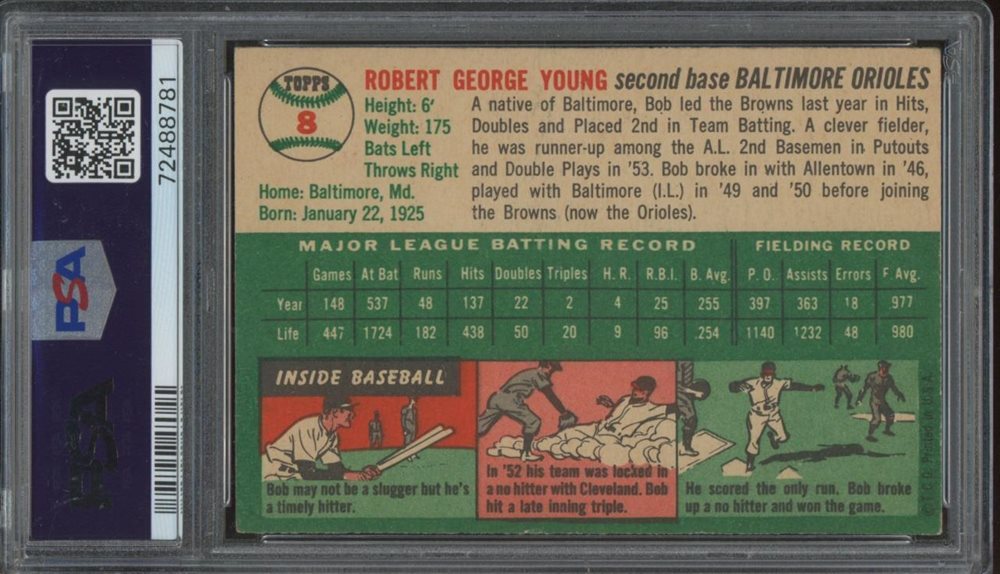 72488781
PSA
PSA
TOPPS
8
ROBERT GEORGE YOUNG second base BALTIMORE ORIOLES
Height: 6'
Weight: 175
Bats Left
Throws Right
Home: Baltimore, Md.
Born: January 22, 1925
A native of Baltimore, Bob led the Browns last year in Hits,
Doubles and Placed 2nd in Team Batting. A clever fielder,
he was runner-up among the A.L. 2nd Basemen in Putouts
and Double Plays in '53. Bob broke in with Allentown in '46,
played with Baltimore (I.L.) in '49 and '50 before joining
the Browns (now the Orioles).
MAJOR LEAGUE BATTING RECORD FIELDING RECORD
Games At Bat Runs Hits Doubles Triples H. R. R.B.I. B. Avg. P. O. Assists Errors F. Avg.
Year 148 537 48 137 22 2 4 25 255 397 363 18 .977
Life 447 1724 182 438 50 20 9 96 .254 1140 1232 48 980
INSIDE BASEBALL
Bob may not be a slugger but he's
a timely hitter.
In '52 his team was locked in
a no hitter with Cleveland. Bob
hit a late inning triple.
He scored the only run. Bob broke
up a no hitter and won the game.
© T. C. G. Printed in U.S.A.